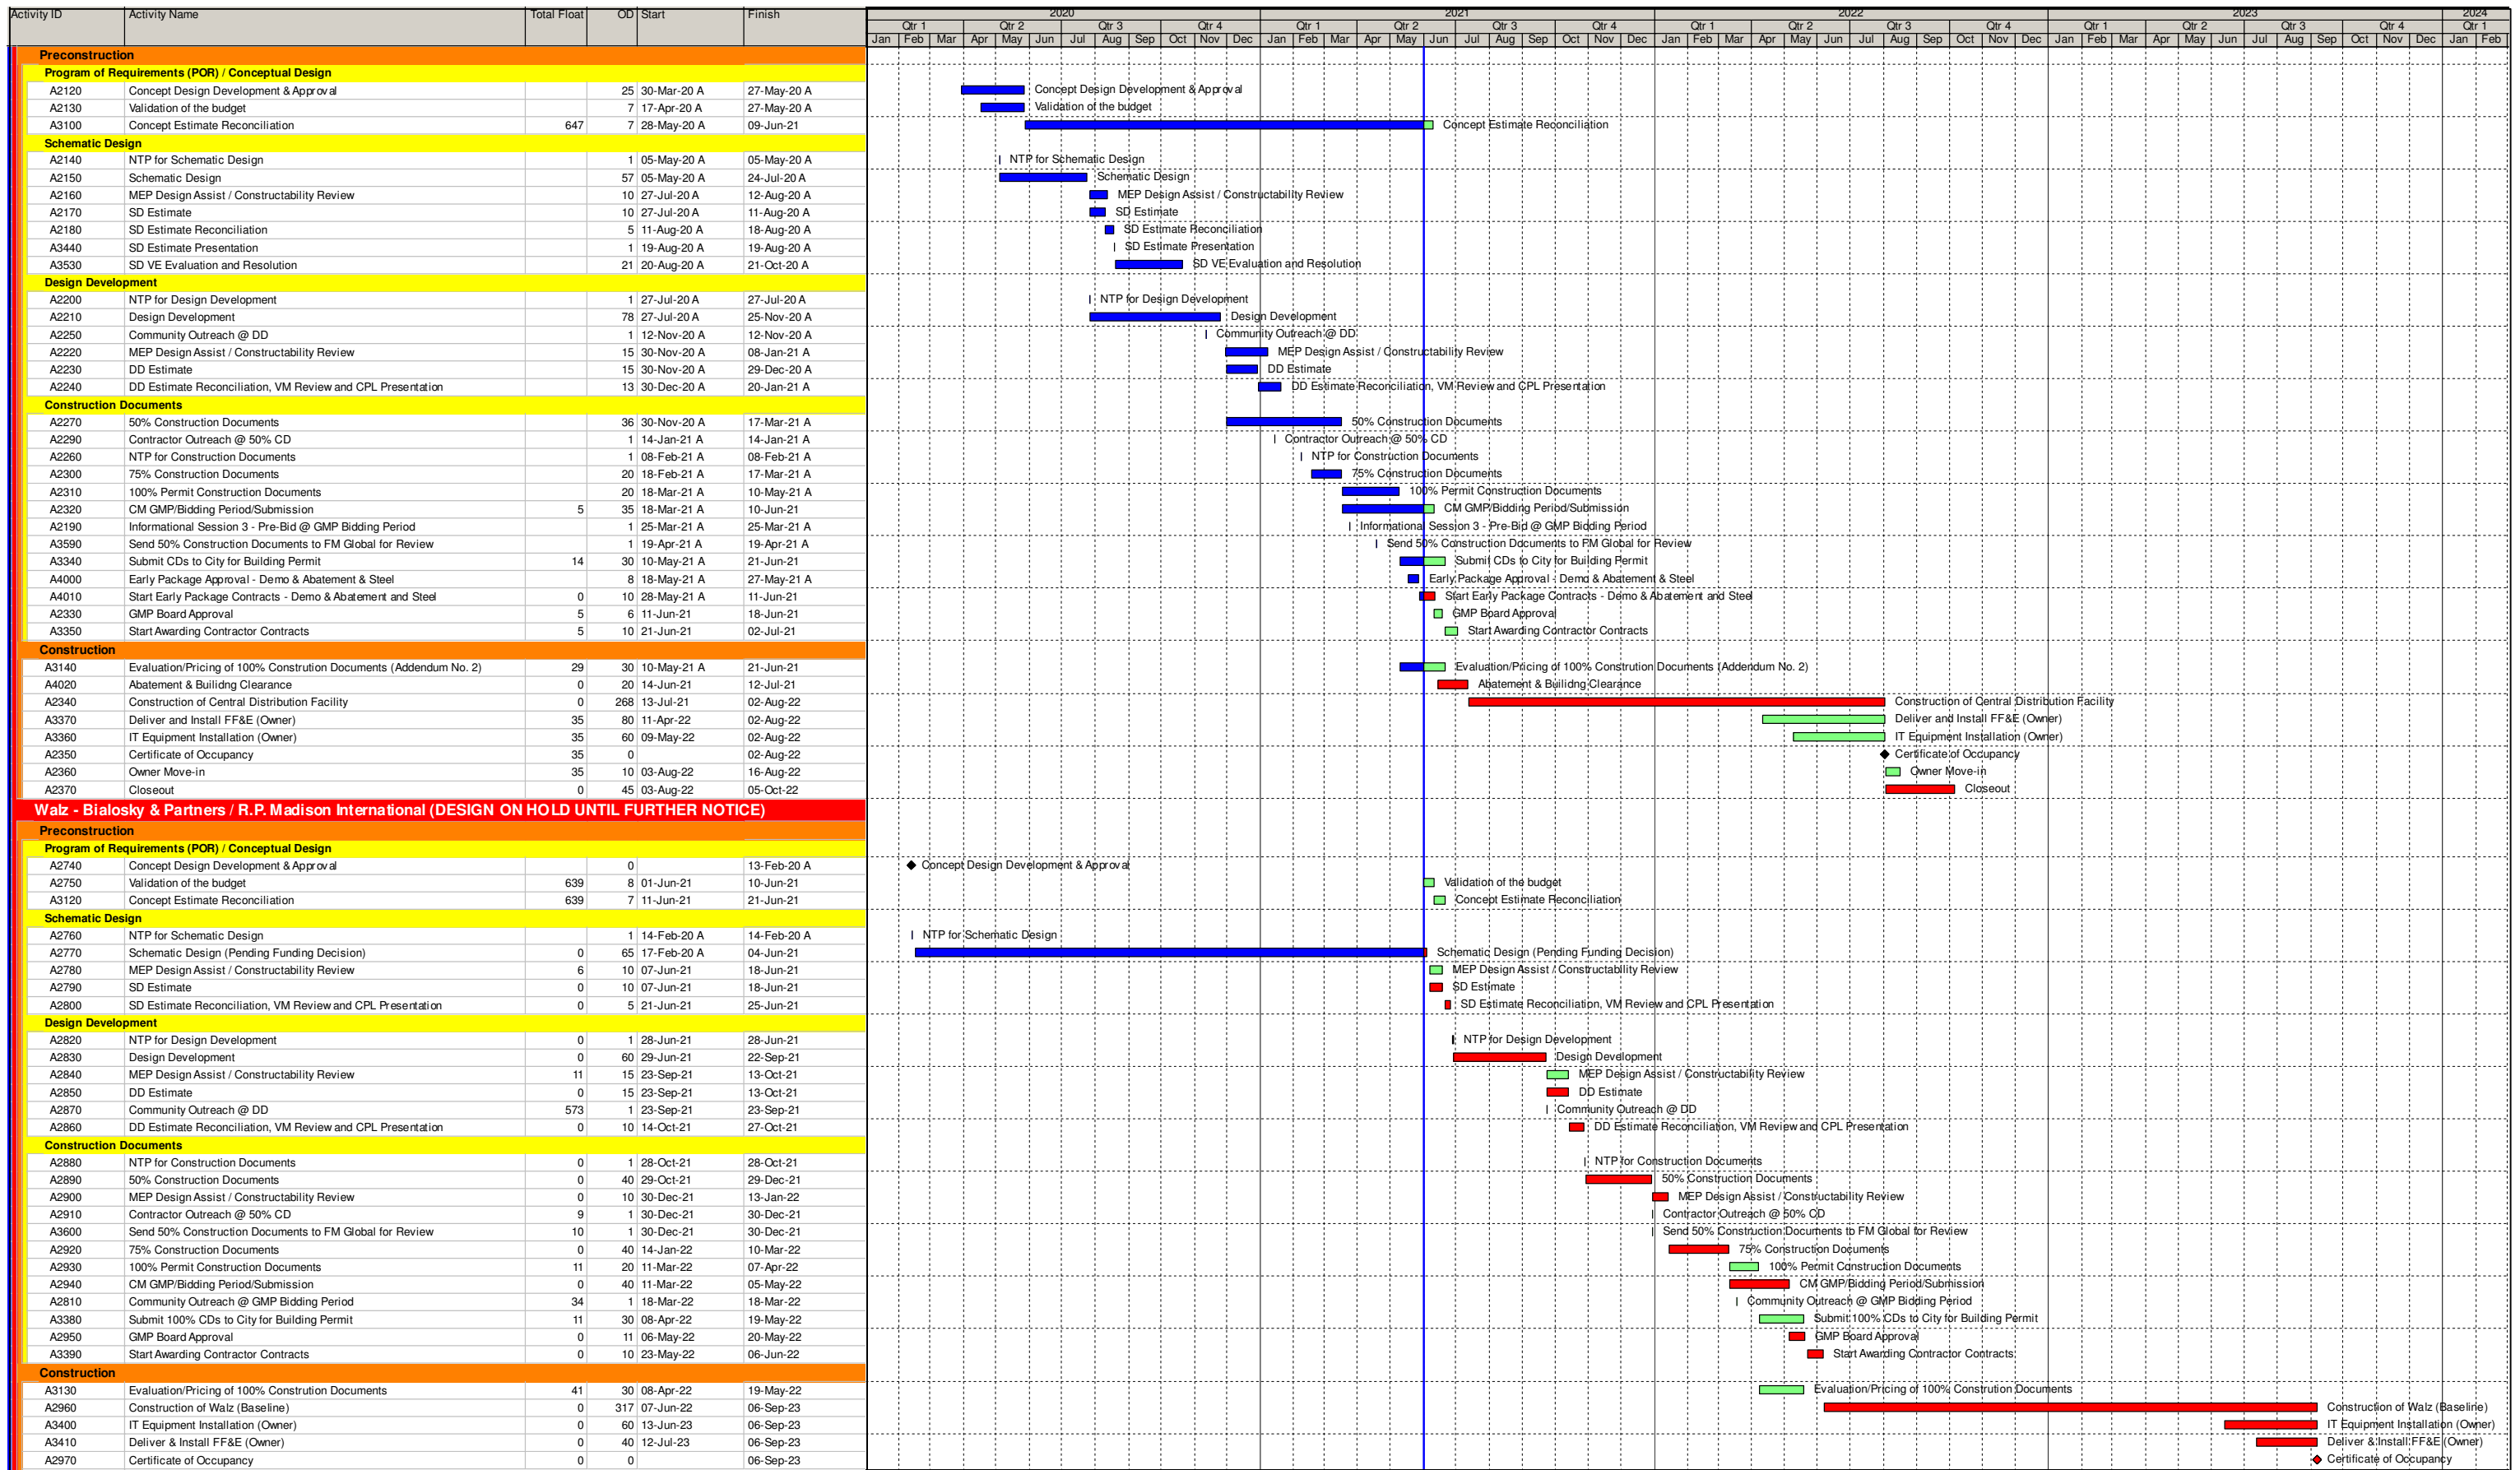 Activity ID Activity Name Total Float OD Start Finish 2020 2021 2022 2023 2024
Qtr 1 Qtr 2 Qtr 3 Qtr 4 Qtr 1 Qtr 2 Qtr 3 Qtr 4 Qtr 1 Qtr 2 Qtr 3 Qtr 4 Qtr 1 Qtr 2 Qtr 3 Qtr 4 Qtr 1
Jan Feb Mar Apr May Jun Jul Aug Sep Oct Nov Dec Jan Feb Mar Apr May Jun Jul Aug Sep Oct Nov Dec Jan Feb Mar Apr May Jun Jul Aug Sep Oct Nov Dec Jan Feb Mar Apr May Jun Jul Aug Sep Oct Nov Dec Jan Feb
Preconstruction
Program of Requirements (POR) / Conceptual Design
A2120 Concept Design Development & Approval 25 30-Mar-20 A 27-May-20 A Concept Design Development & Approval
A2130 Validation of the budget 7 17-Apr-20 A 27-May-20 A Validation of the budget
A3100 Concept Estimate Reconciliation 647 7 28-May-20 A 09-Jun-21 Concept Estimate Reconciliation
Schematic Design
A2140 NTP for Schematic Design 1 05-May-20 A 05-May-20 A NTP for Schematic Design
A2150 Schematic Design 57 05-May-20 A 24-Jul-20 A Schematic Design
A2160 MEP Design Assist / Constructability Review 10 27-Jul-20 A 12-Aug-20 A MEP Design Assist / Constructability Review
A2170 SD Estimate 10 27-Jul-20 A 11-Aug-20 A SD Estimate
A2180 SD Estimate Reconciliation 5 11-Aug-20 A 18-Aug-20 A SD Estimate Reconciliation
A3440 SD Estimate Presentation 1 19-Aug-20 A 19-Aug-20 A SD Estimate Presentation
A3530 SD VE Evaluation and Resolution 21 20-Aug-20 A 21-Oct-20 A SD VE Evaluation and Resolution
Design Development
A2200 NTP for Design Development 1 27-Jul-20 A 27-Jul-20 A NTP for Design Development
A2210 Design Development 78 27-Jul-20 A 25-Nov-20 A Design Development
A2250 Community Outreach @ DD 1 12-Nov-20 A 12-Nov-20 A Community Outreach @ DD
A2220 MEP Design Assist / Constructability Review 15 30-Nov-20 A 08-Jan-21 A MEP Design Assist / Constructability Review
A2230 DD Estimate 15 30-Nov-20 A 29-Dec-20 A DD Estimate
A2240 DD Estimate Reconciliation, VM Review and CPL Presentation 13 30-Dec-20 A 20-Jan-21 A DD Estimate Reconciliation, VM Review and CPL Presentation
Construction Documents
A2270 50% Construction Documents 36 30-Nov-20 A 17-Mar-21 A 50% Construction Documents
A2290 Contractor Outreach @ 50% CD 1 14-Jan-21 A 14-Jan-21 A Contractor Outreach @ 50% CD
A2260 NTP for Construction Documents 1 08-Feb-21 A 08-Feb-21 A NTP for Construction Documents
A2300 75% Construction Documents 20 18-Feb-21 A 17-Mar-21 A 75% Construction Documents
A2310 100% Permit Construction Documents 20 18-Mar-21 A 10-May-21 A 100% Permit Construction Documents
A2320 CM GMP/Bidding Period/Submission 5 35 18-Mar-21 A 10-Jun-21 CM GMP/Bidding Period/Submission
A2190 Informational Session 3 - Pre-Bid @ GMP Bidding Period 1 25-Mar-21 A 25-Mar-21 A Informational Session 3 - Pre-Bid @ GMP Bidding Period
A3590 Send 50% Construction Documents to FM Global for Review 1 19-Apr-21 A 19-Apr-21 A Send 50% Construction Documents to FM Global for Review
A3340 Submit CDs to City for Building Permit 14 30 10-May-21 A 21-Jun-21 Submit CDs to City for Building Permit
A4000 Early Package Approval - Demo & Abatement & Steel 8 18-May-21 A 27-May-21 A Early Package Approval - Demo & Abatement & Steel
A4010 Start Early Package Contracts - Demo & Abatement and Steel 0 10 28-May-21 A 11-Jun-21 Start Early Package Contracts - Demo & Abatement and Steel
A2330 GMP Board Approval 5 6 11-Jun-21 18-Jun-21 GMP Board Approval
A3350 Start Awarding Contractor Contracts 5 10 21-Jun-21 02-Jul-21 Start Awarding Contractor Contracts
Construction
A3140 Evaluation/Pricing of 100% Constrution Documents (Addendum No. 2) 29 30 10-May-21 A 21-Jun-21 Evaluation/Pricing of 100% Constrution Documents (Addendum No. 2)
A4020 Abatement & Builidng Clearance 0 20 14-Jun-21 12-Jul-21 Abatement & Builidng Clearance
A2340 Construction of Central Distribution Facility 0 268 13-Jul-21 02-Aug-22 Construction of Central Distribution Facility
A3370 Deliver and Install FF&E (Owner) 35 80 11-Apr-22 02-Aug-22 Deliver and Install FF&E (Owner)
A3360 IT Equipment Installation (Owner) 35 60 09-May-22 02-Aug-22 IT Equipment Installation (Owner)
A2350 Certificate of Occupancy 35 0 02-Aug-22 Certificate of Occupancy
A2360 Owner Move-in 35 10 03-Aug-22 16-Aug-22 Owner Move-in
A2370 Closeout 0 45 03-Aug-22 05-Oct-22 Closeout
Walz - Bialosky & Partners / R.P. Madison International (DESIGN ON HOLD UNTIL FURTHER NOTICE)
Preconstruction
Program of Requirements (POR) / Conceptual Design
A2740 Concept Design Development & Approval 0 13-Feb-20 A Concept Design Development & Approval
A2750 Validation of the budget 639 8 01-Jun-21 10-Jun-21 Validation of the budget
A3120 Concept Estimate Reconciliation 639 7 11-Jun-21 21-Jun-21 Concept Estimate Reconciliation
Schematic Design
A2760 NTP for Schematic Design 1 14-Feb-20 A 14-Feb-20 A NTP for Schematic Design
A2770 Schematic Design (Pending Funding Decision) 0 65 17-Feb-20 A 04-Jun-21 Schematic Design (Pending Funding Decision)
A2780 MEP Design Assist / Constructability Review 6 10 07-Jun-21 18-Jun-21 MEP Design Assist / Constructability Review
A2790 SD Estimate 0 10 07-Jun-21 18-Jun-21 SD Estimate
A2800 SD Estimate Reconciliation, VM Review and CPL Presentation 0 5 21-Jun-21 25-Jun-21 SD Estimate Reconciliation, VM Review and CPL Presentation
Design Development
A2820 NTP for Design Development 0 1 28-Jun-21 28-Jun-21 NTP for Design Development
A2830 Design Development 0 60 29-Jun-21 22-Sep-21 Design Development
A2840 MEP Design Assist / Constructability Review 11 15 23-Sep-21 13-Oct-21 MEP Design Assist / Constructability Review
A2850 DD Estimate 0 15 23-Sep-21 13-Oct-21 DD Estimate
A2870 Community Outreach @ DD 573 1 23-Sep-21 23-Sep-21 Community Outreach @ DD
A2860 DD Estimate Reconciliation, VM Review and CPL Presentation 0 10 14-Oct-21 27-Oct-21 DD Estimate Reconciliation, VM Review and CPL Presentation
Construction Documents
A2880 NTP for Construction Documents 0 1 28-Oct-21 28-Oct-21 NTP for Construction Documents
A2890 50% Construction Documents 0 40 29-Oct-21 29-Dec-21 50% Construction Documents
A2900 MEP Design Assist / Constructability Review 0 10 30-Dec-21 13-Jan-22 MEP Design Assist / Constructability Review
A2910 Contractor Outreach @ 50% CD 9 1 30-Dec-21 30-Dec-21 Contractor Outreach @ 50% CD
A3600 Send 50% Construction Documents to FM Global for Review 10 1 30-Dec-21 30-Dec-21 Send 50% Construction Documents to FM Global for Review
A2920 75% Construction Documents 0 40 14-Jan-22 10-Mar-22 75% Construction Documents
A2930 100% Permit Construction Documents 11 20 11-Mar-22 07-Apr-22 100% Permit Construction Documents
A2940 CM GMP/Bidding Period/Submission 0 40 11-Mar-22 05-May-22 CM GMP/Bidding Period/Submission
A2810 Community Outreach @ GMP Bidding Period 34 1 18-Mar-22 18-Mar-22 Community Outreach @ GMP Bidding Period
A3380 Submit 100% CDs to City for Building Permit 11 30 08-Apr-22 19-May-22 Submit 100% CDs to City for Building Permit
A2950 GMP Board Approval 0 11 06-May-22 20-May-22 GMP Board Approval
A3390 Start Awarding Contractor Contracts 0 10 23-May-22 06-Jun-22 Start Awarding Contractor Contracts
Construction
A3130 Evaluation/Pricing of 100% Constrution Documents 41 30 08-Apr-22 19-May-22 Evaluation/Pricing of 100% Constrution Documents
A2960 Construction of Walz (Baseline) 0 317 07-Jun-22 06-Sep-23 Construction of Walz (Baseline)
A3400 IT Equipment Installation (Owner) 0 60 13-Jun-23 06-Sep-23 IT Equipment Installation (Owner)
A3410 Deliver & Install FF&E (Owner) 0 40 12-Jul-23 06-Sep-23 Deliver & Install FF&E (Owner)
A2970 Certificate of Occupancy 0 0 06-Sep-23 Certificate of Occupancy